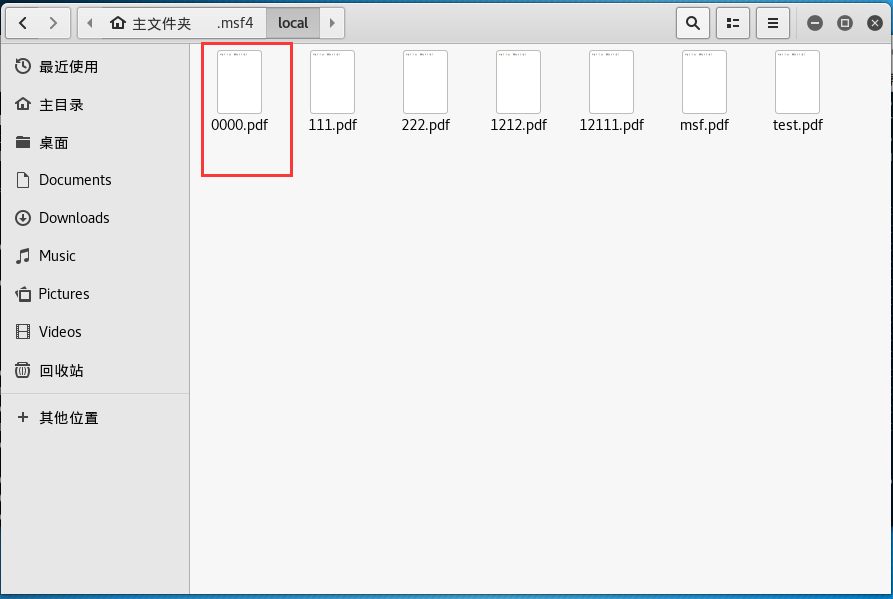 主文件夹 .msf4 local
最近使用
主目录
桌面
Documents
Downloads
Music
Pictures
Videos
回收站
其他位置
0000.pdf 111.pdf 222.pdf 1212.pdf 12111.pdf msf.pdf test.pdf